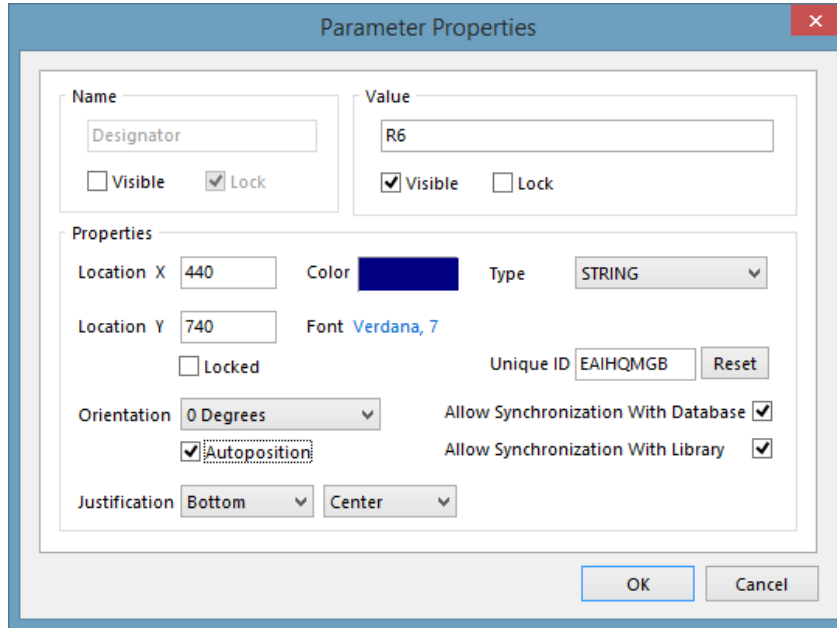 Parameter Properties
Name
Value
Designator
R6
Visible Lock
Visible Lock
Properties
Location X 440 Color Type STRING
Location Y 740 Font Verdana, 7
Locked
Unique ID EAIHQMGB Reset
Orientation 0 Degrees
Allow Synchronization With Database
Autoposition
Allow Synchronization With Library
Justification Bottom Center
OK Cancel